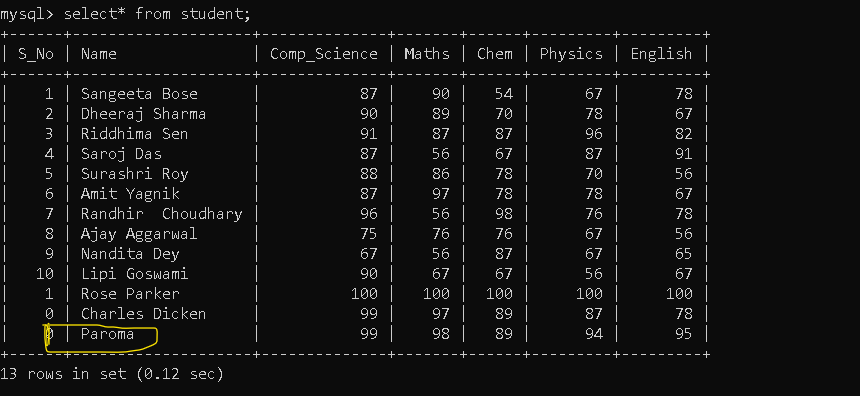 mysql> select* from student;
+------+-------------------+--------------+-------+------+---------+---------+
| S_No | Name | Comp_Science | Maths | Chem | Physics | English |
+------+-------------------+--------------+-------+------+---------+---------+
| 1 | Sangeeta Bose | 87 | 90 | 54 | 67 | 78 |
| 2 | Dheeraj Sharma | 90 | 89 | 70 | 78 | 67 |
| 3 | Riddhima Sen | 91 | 87 | 87 | 96 | 82 |
| 4 | Saroj Das | 87 | 56 | 67 | 87 | 91 |
| 5 | Surashri Roy | 88 | 86 | 78 | 70 | 56 |
| 6 | Amit Yagnik | 87 | 97 | 78 | 78 | 67 |
| 7 | Randhir  Choudhary | 96 | 56 | 98 | 76 | 78 |
| 8 | Ajay Aggarwal | 75 | 76 | 76 | 67 | 56 |
| 9 | Nandita Dey | 67 | 56 | 87 | 67 | 65 |
| 10 | Lipi Goswami | 90 | 67 | 67 | 56 | 67 |
| 1 | Rose Parker | 100 | 100 | 100 | 100 | 100 |
| 0 | Charles Dicken | 99 | 97 | 89 | 87 | 78 |
| 0 | Paroma | 99 | 98 | 89 | 94 | 95 |
+------+-------------------+--------------+-------+------+---------+---------+
13 rows in set (0.12 sec)